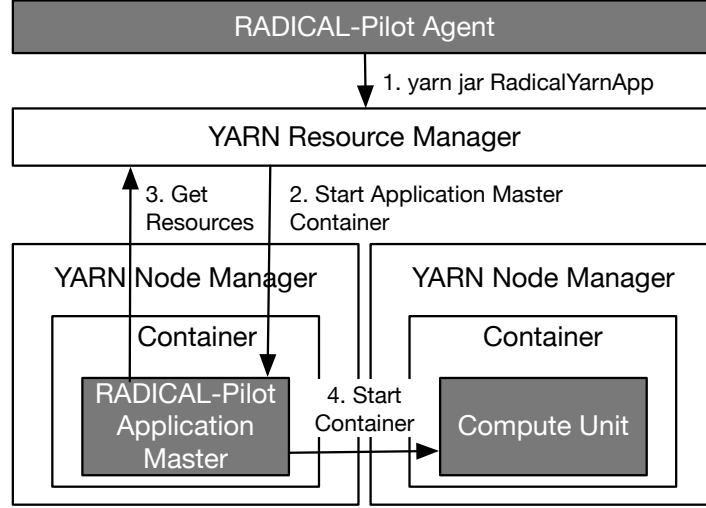 RADICAL-Pilot Agent
1. yarn jar RadicalYarnApp
YARN Resource Manager
3. Get
Resources
2. Start Application Master
Container
YARN Node Manager
Container
RADICAL-Pilot
Application
Master
4. Start
Container
YARN Node Manager
Container
Compute Unit